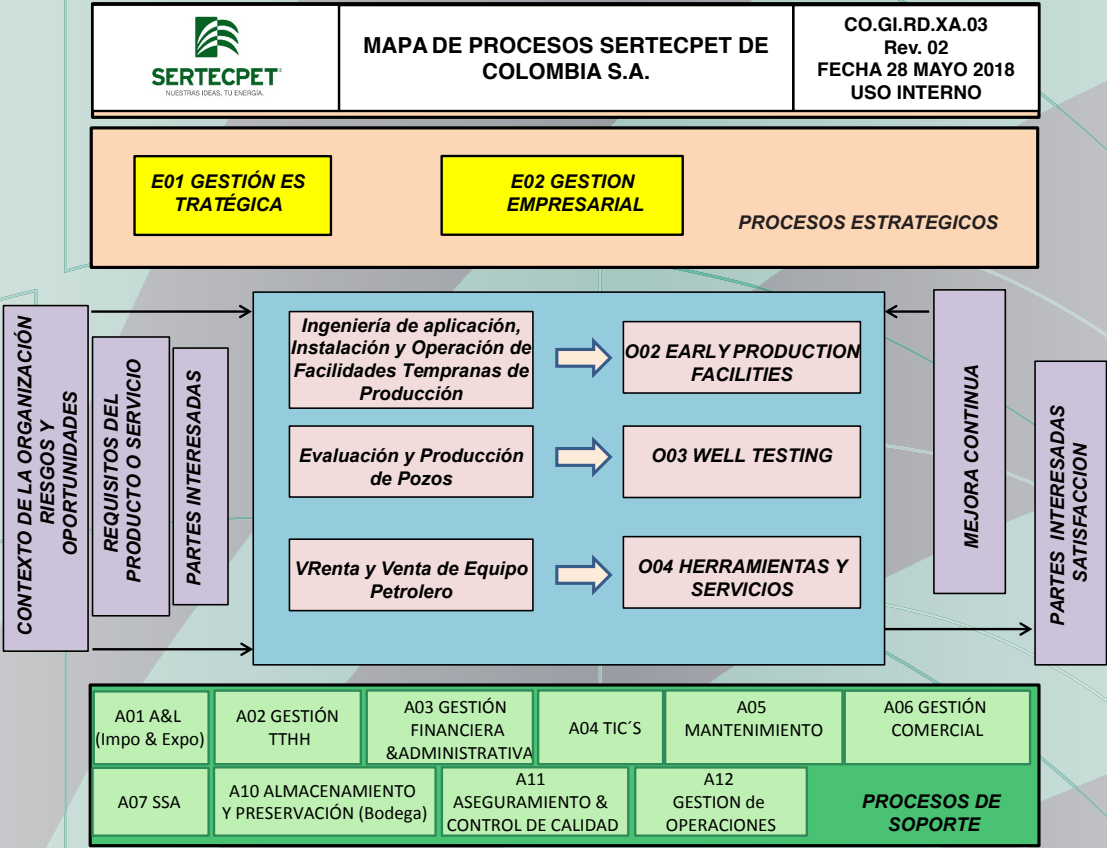 SERTECPET
NUESTRAS IDEAS, TU ENERGÍA.
MAPA DE PROCESOS SERTECPET DE
COLOMBIA S.A.
CO.GI.RD.XA.03
Rev. 02
FECHA 28 MAYO 2018
USO INTERNO
E01 GESTIÓN ES
TRATÉGICA
E02 GESTION
EMPRESARIAL
PROCESOS ESTRATEGICOS
CONTEXTO DE LA ORGANIZACIÓN
RIESGOS Y
OPORTUNIDADES
REQUISITOS DEL
PRODUCTO O SERVICIO
PARTES INTERESADAS
Ingeniería de aplicación,
Instalación y Operación de
Facilidades Tempranas de
Producción
O02 EARLY PRODUCTION
FACILITIES
Evaluación y Producción
de Pozos
O03 WELL TESTING
VRenta y Venta de Equipo
Petrolero
O04 HERRAMIENTAS Y
SERVICIOS
MEJORA CONTINUA
PARTES INTERESADAS
SATISFACCION
A01 A&L
(Impo & Expo)
A02 GESTIÓN
TTHH
A03 GESTIÓN
FINANCIERA
&ADMINISTRATIVA
A04 TIC´S
A05
MANTENIMIENTO
A06 GESTIÓN
COMERCIAL
A07 SSA
A10 ALMACENAMIENTO
Y PRESERVACIÓN (Bodega)
A11
ASEGURAMIENTO &
CONTROL DE CALIDAD
A12
GESTION de
OPERACIONES
PROCESOS DE
SOPORTE